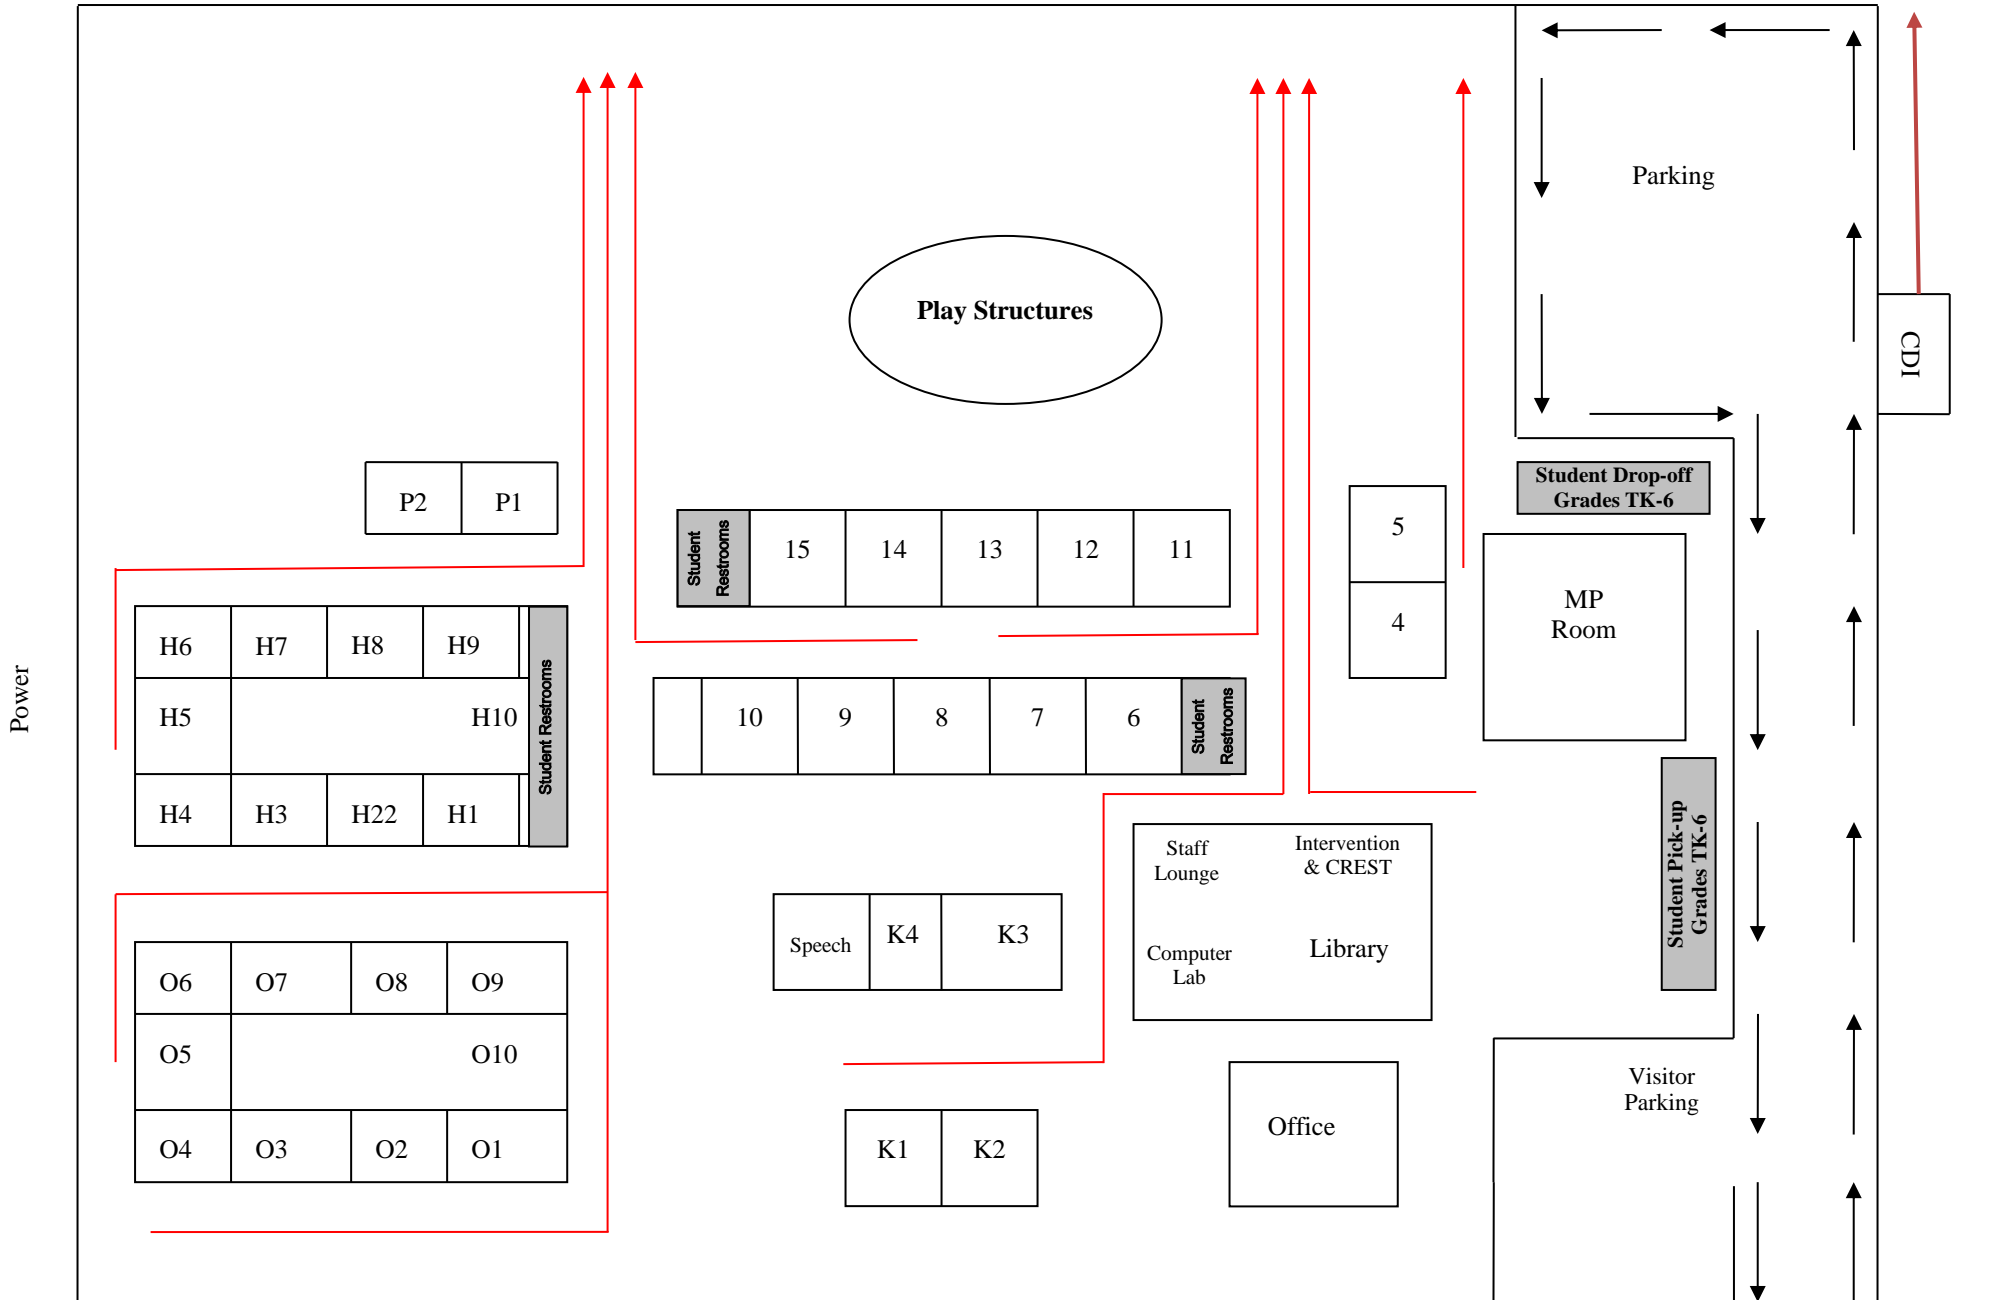 Parking
Play Structures
CDI
P2
P1
Student Drop-off
Grades TK-6
Student
Restrooms
15
14
13
12
11
5
4
MP
Room
Power
H6
H7
H8
H9
H5
H10
Student Restrooms
H4
H3
H22
H1
10
9
8
7
6
Student
Restrooms
Student Pick-up
Grades TK-6
Staff
Lounge
Intervention
& CREST
Computer
Lab
Library
Speech
K4
K3
O6
O7
O8
O9
O5
O10
O4
O3
O2
O1
K1
K2
Office
Visitor
Parking